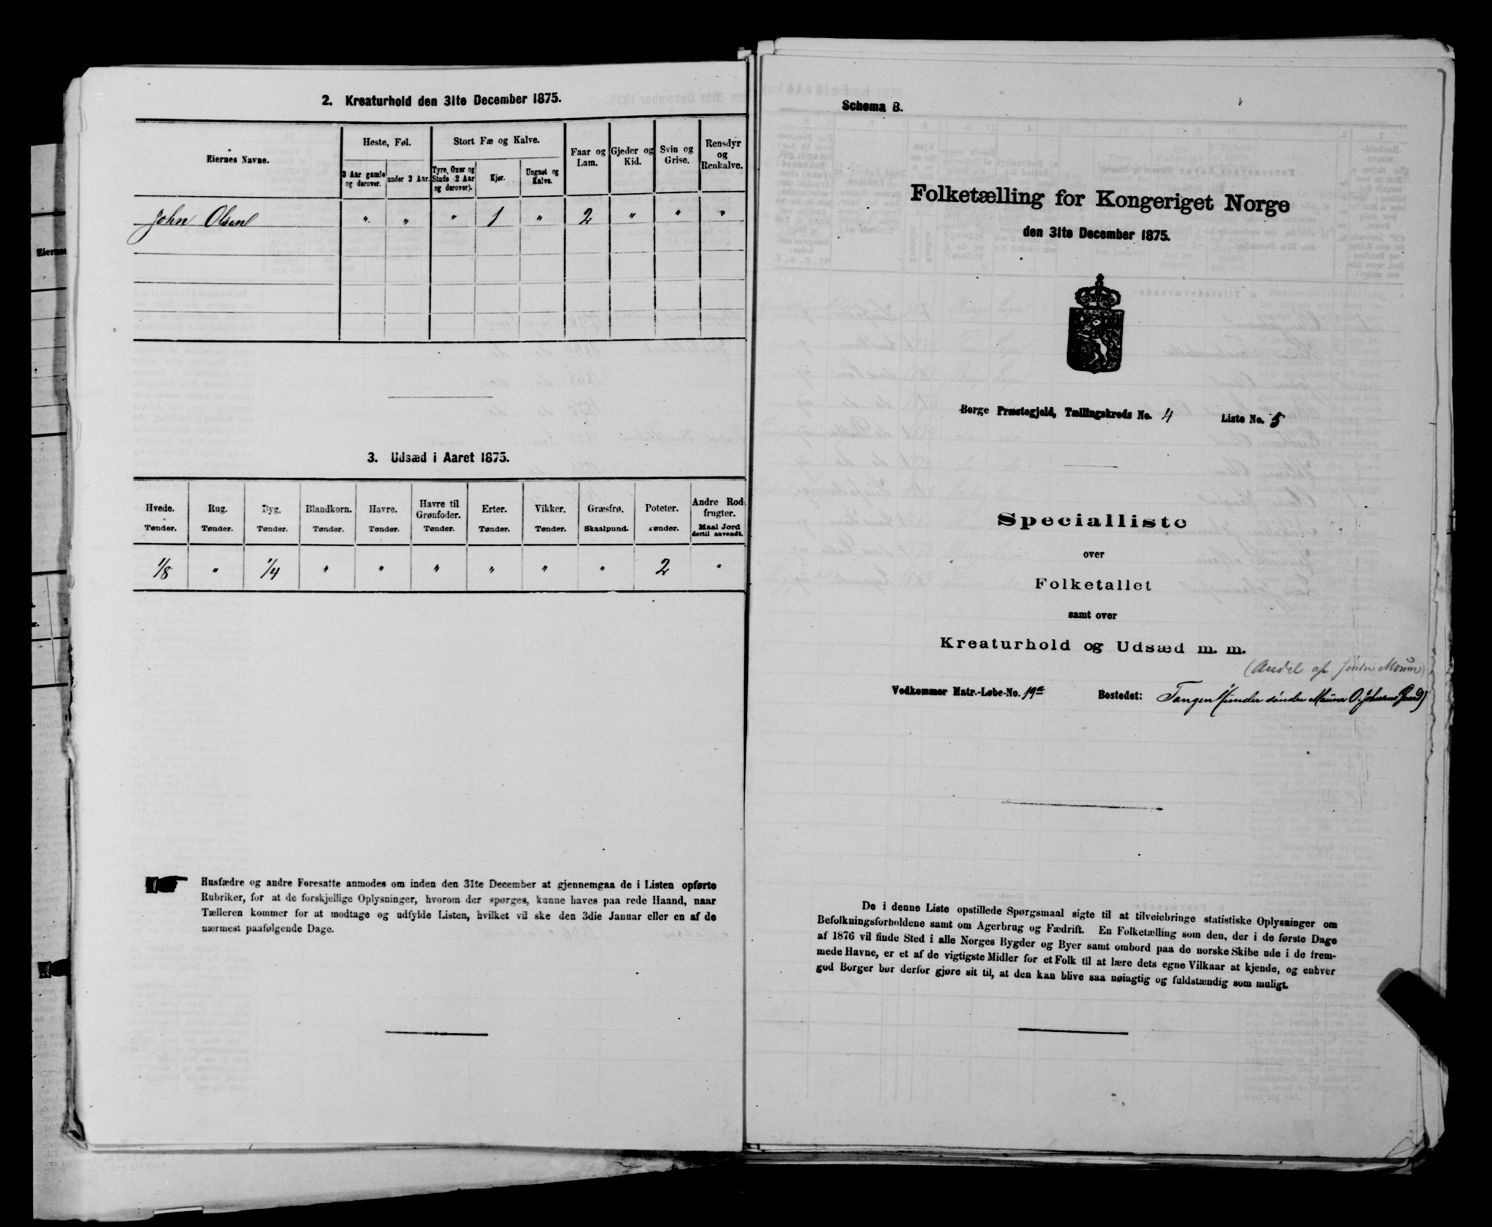 2. Kreaturhold den 31te December 1875.
Eiernes Navne.
Heste, Føl.
Stort Fæ og Kalve.
Faar og Lam.
Gjeder og Kid.
Svin og Grise.
Rensdyr og Renkalve.
3 Aar gamle og derover.
under 3 Aar.
Tyre, Oxer og Stude 2 Aar og derover).
Kjør.
Ungnøt og Kalve.
John Olsen " " " 1 " 2 " " "
3. Udsæd i Aaret 1875.
Hvede. Rug. Byg. Blandkorn. Havre. Havre til Grønfoder. Erter. Vikker. Græsfrø. Poteter. Andre Rodfrugter.
Tønder. Tønder. Tønder. Tønder. Tønder. Tønder. Tønder. Tønder. Skaalpund. Tønder. Maal Jord dertil anvendt.
1/8 " 1/4 " " " " " " 2 "
Husfædre og andre Foresatte anmodes om inden den 31te December at gjennemgaa de i Listen opførte
Rubriker, for at de forskjellige Oplysninger, hvorom der spørges, kunne haves paa rede Haand, naar
Tælleren kommer for at modtage og udfylde Listen, hvilket vil ske den 3die Januar eller en af de
nærmest paafølgende Dage.
Schema B.
Folketælling for Kongeriget Norge
den 31te December 1875.
Borge Præstegjeld, Tællingskreds No. 4 Liste No. 5
Specialliste
over
Folketallet
samt over
Kreaturhold og Udsæd m. m.
(Andel af
Vedkommer Matr.-Løbe-No. 19a Bostedet: Tangen (under søndre
De i denne Liste opstillede Spørgsmaal sigte til at tilveiebringe statistiske Oplysninger om
Befolkningsforholdene samt om Agerbrug og Fædrift. En Folketælling som den, der i de første Dage
af 1876 vil finde Sted i alle Norges Bygder og Byer samt ombord paa de norske Skibe ude i de frem-
mede Havne, er et af de vigtigste Midler for et Folk til at lære dets egne Vilkaar at kjende, og enhver
god Borger bør derfor gjøre sit til, at den kan blive saa nøiagtig og fuldstændig som muligt.